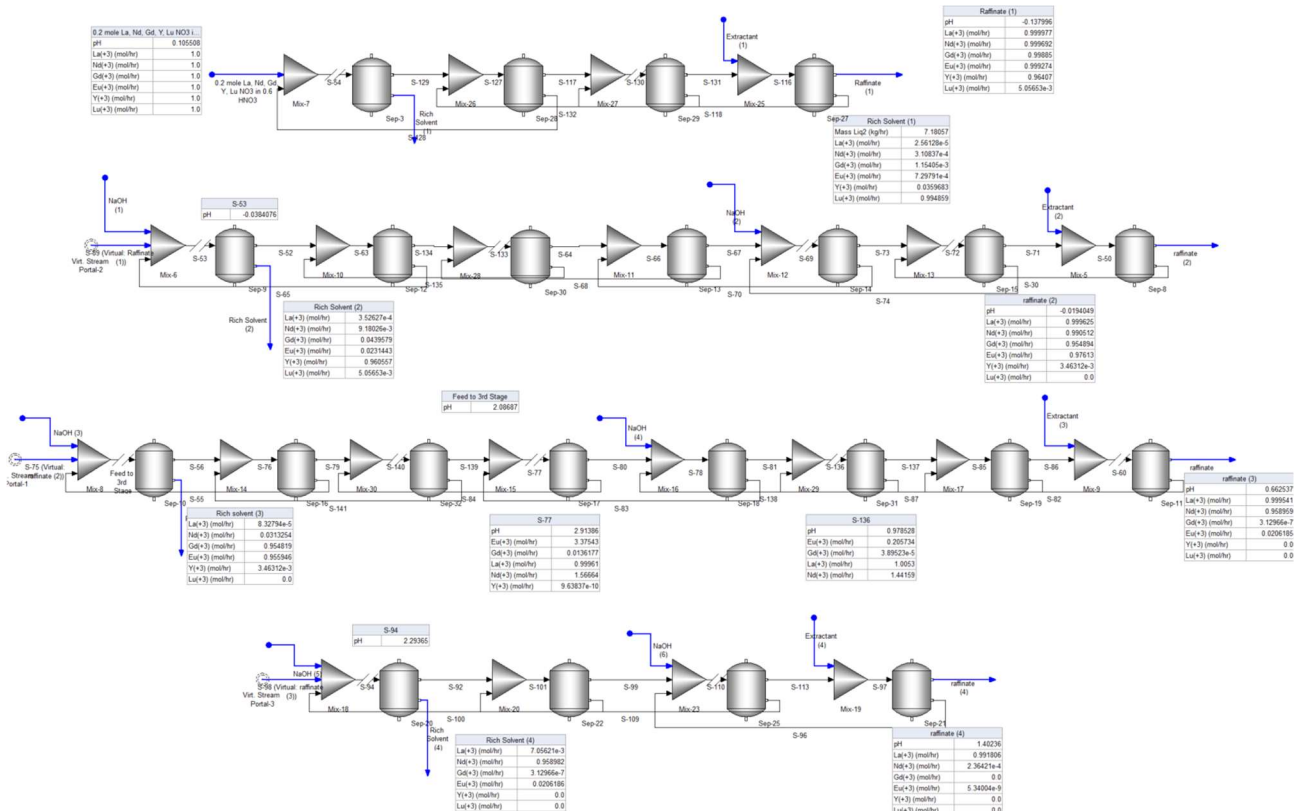 0.2 mole La, Nd, Gd, Y, Lu NO3 i...
pH 0.105508
La(+3) (mol/hr) 1.0
Nd(+3) (mol/hr) 1.0
Gd(+3) (mol/hr) 1.0
Eu(+3) (mol/hr) 1.0
Y(+3) (mol/hr) 1.0
Lu(+3) (mol/hr) 1.0
0.2 mole La, Nd, Gd,
Y, Lu NO3 in 0.6
HNO3
Mix-7
S-54
Sep-3
S-129
Rich
Solvent
(1)
S-128
Mix-26
S-127
Sep-28
S-117
S-132
Mix-27
S-130
Sep-29
S-131
S-118
Extractant
(1)
Mix-25
S-116
Sep-27
Raffinate
(1)
Raffinate (1)
pH -0.137996
La(+3) (mol/hr) 0.999977
Nd(+3) (mol/hr) 0.999692
Gd(+3) (mol/hr) 0.99885
Eu(+3) (mol/hr) 0.999274
Y(+3) (mol/hr) 0.96407
Lu(+3) (mol/hr) 5.05653e-3
Rich Solvent (1)
Mass Liq2 (kg/hr) 7.18057
La(+3) (mol/hr) 2.56128e-5
Nd(+3) (mol/hr) 3.10837e-4
Gd(+3) (mol/hr) 1.15405e-3
Eu(+3) (mol/hr) 7.29791e-4
Y(+3) (mol/hr) 0.0359683
Lu(+3) (mol/hr) 0.994859
NaOH
(1)
S-89 (Virtual: Raffinate
(1))
Virt. Stream
Portal-2
Mix-6
S-53
pH -0.0384076
S-53
Sep-9
S-52
S-65
Rich Solvent
(2)
Mix-10
S-63
Sep-12
S-134
S-135
Mix-28
S-133
Sep-30
S-64
S-68
Mix-11
S-66
Sep-13
S-67
S-70
NaOH
(2)
Mix-12
S-69
Sep-14
S-73
S-74
Mix-13
S-72
Sep-15
S-71
S-30
Extractant
(2)
Mix-5
S-50
Sep-8
raffinate
(2)
Rich Solvent (2)
La(+3) (mol/hr) 3.52627e-4
Nd(+3) (mol/hr) 9.18026e-3
Gd(+3) (mol/hr) 0.0439579
Eu(+3) (mol/hr) 0.0231443
Y(+3) (mol/hr) 0.960557
Lu(+3) (mol/hr) 5.05653e-3
raffinate (2)
pH -0.0194049
La(+3) (mol/hr) 0.999625
Nd(+3) (mol/hr) 0.990512
Gd(+3) (mol/hr) 0.954894
Eu(+3) (mol/hr) 0.97613
Y(+3) (mol/hr) 3.46312e-3
Lu(+3) (mol/hr) 0.0
Feed to 3rd Stage
pH 2.08687
NaOH (3)
S-75 (Virtual:
raffinate (2))
Stream
Portal-1
Mix-8
Feed to
3rd
Stage
Sep-10
S-56
S-55
Mix-14
S-76
Sep-16
S-79
S-141
Mix-30
S-140
Sep-32
S-139
S-84
Mix-15
S-77
Sep-17
S-80
S-83
NaOH
(4)
Mix-16
S-78
Sep-18
S-81
S-138
Mix-29
S-136
Sep-31
S-137
S-87
Mix-17
S-85
Sep-19
S-86
S-82
Extractant
(3)
Mix-9
S-60
Sep-11
raffinate
Rich solvent (3)
La(+3) (mol/hr) 8.32794e-5
Nd(+3) (mol/hr) 0.0313254
Gd(+3) (mol/hr) 0.954819
Eu(+3) (mol/hr) 0.955946
Y(+3) (mol/hr) 3.46312e-3
Lu(+3) (mol/hr) 0.0
S-77
pH 2.91386
Eu(+3) (mol/hr) 3.37543
Gd(+3) (mol/hr) 0.0136177
La(+3) (mol/hr) 0.99961
Nd(+3) (mol/hr) 1.56664
Y(+3) (mol/hr) 9.63837e-10
S-136
pH 0.978528
Eu(+3) (mol/hr) 0.205734
Gd(+3) (mol/hr) 3.89523e-5
La(+3) (mol/hr) 1.0053
Nd(+3) (mol/hr) 1.44159
raffinate (3)
pH 0.662537
La(+3) (mol/hr) 0.999541
Nd(+3) (mol/hr) 0.958959
Gd(+3) (mol/hr) 3.12966e-7
Eu(+3) (mol/hr) 0.0206185
Y(+3) (mol/hr) 0.0
Lu(+3) (mol/hr) 0.0
S-94
pH 2.29365
NaOH (5)
S-98 (Virtual: raffinate
(3))
Virt. Stream
Portal-3
Mix-18
S-94
Sep-20
S-92
S-100
Rich
Solvent
(4)
Mix-20
S-101
Sep-22
S-99
S-109
NaOH
(6)
Mix-23
S-110
Sep-25
S-113
S-96
Extractant
(4)
Mix-19
S-97
Sep-21
raffinate
(4)
Rich Solvent (4)
La(+3) (mol/hr) 7.05621e-3
Nd(+3) (mol/hr) 0.958982
Gd(+3) (mol/hr) 3.12966e-7
Eu(+3) (mol/hr) 0.0206186
Y(+3) (mol/hr) 0.0
Lu(+3) (mol/hr) 0.0
raffinate (4)
pH 1.40236
La(+3) (mol/hr) 0.991806
Nd(+3) (mol/hr) 2.36421e-4
Gd(+3) (mol/hr) 0.0
Eu(+3) (mol/hr) 5.34004e-9
Y(+3) (mol/hr) 0.0
Lu(+3) (mol/hr) 0.0